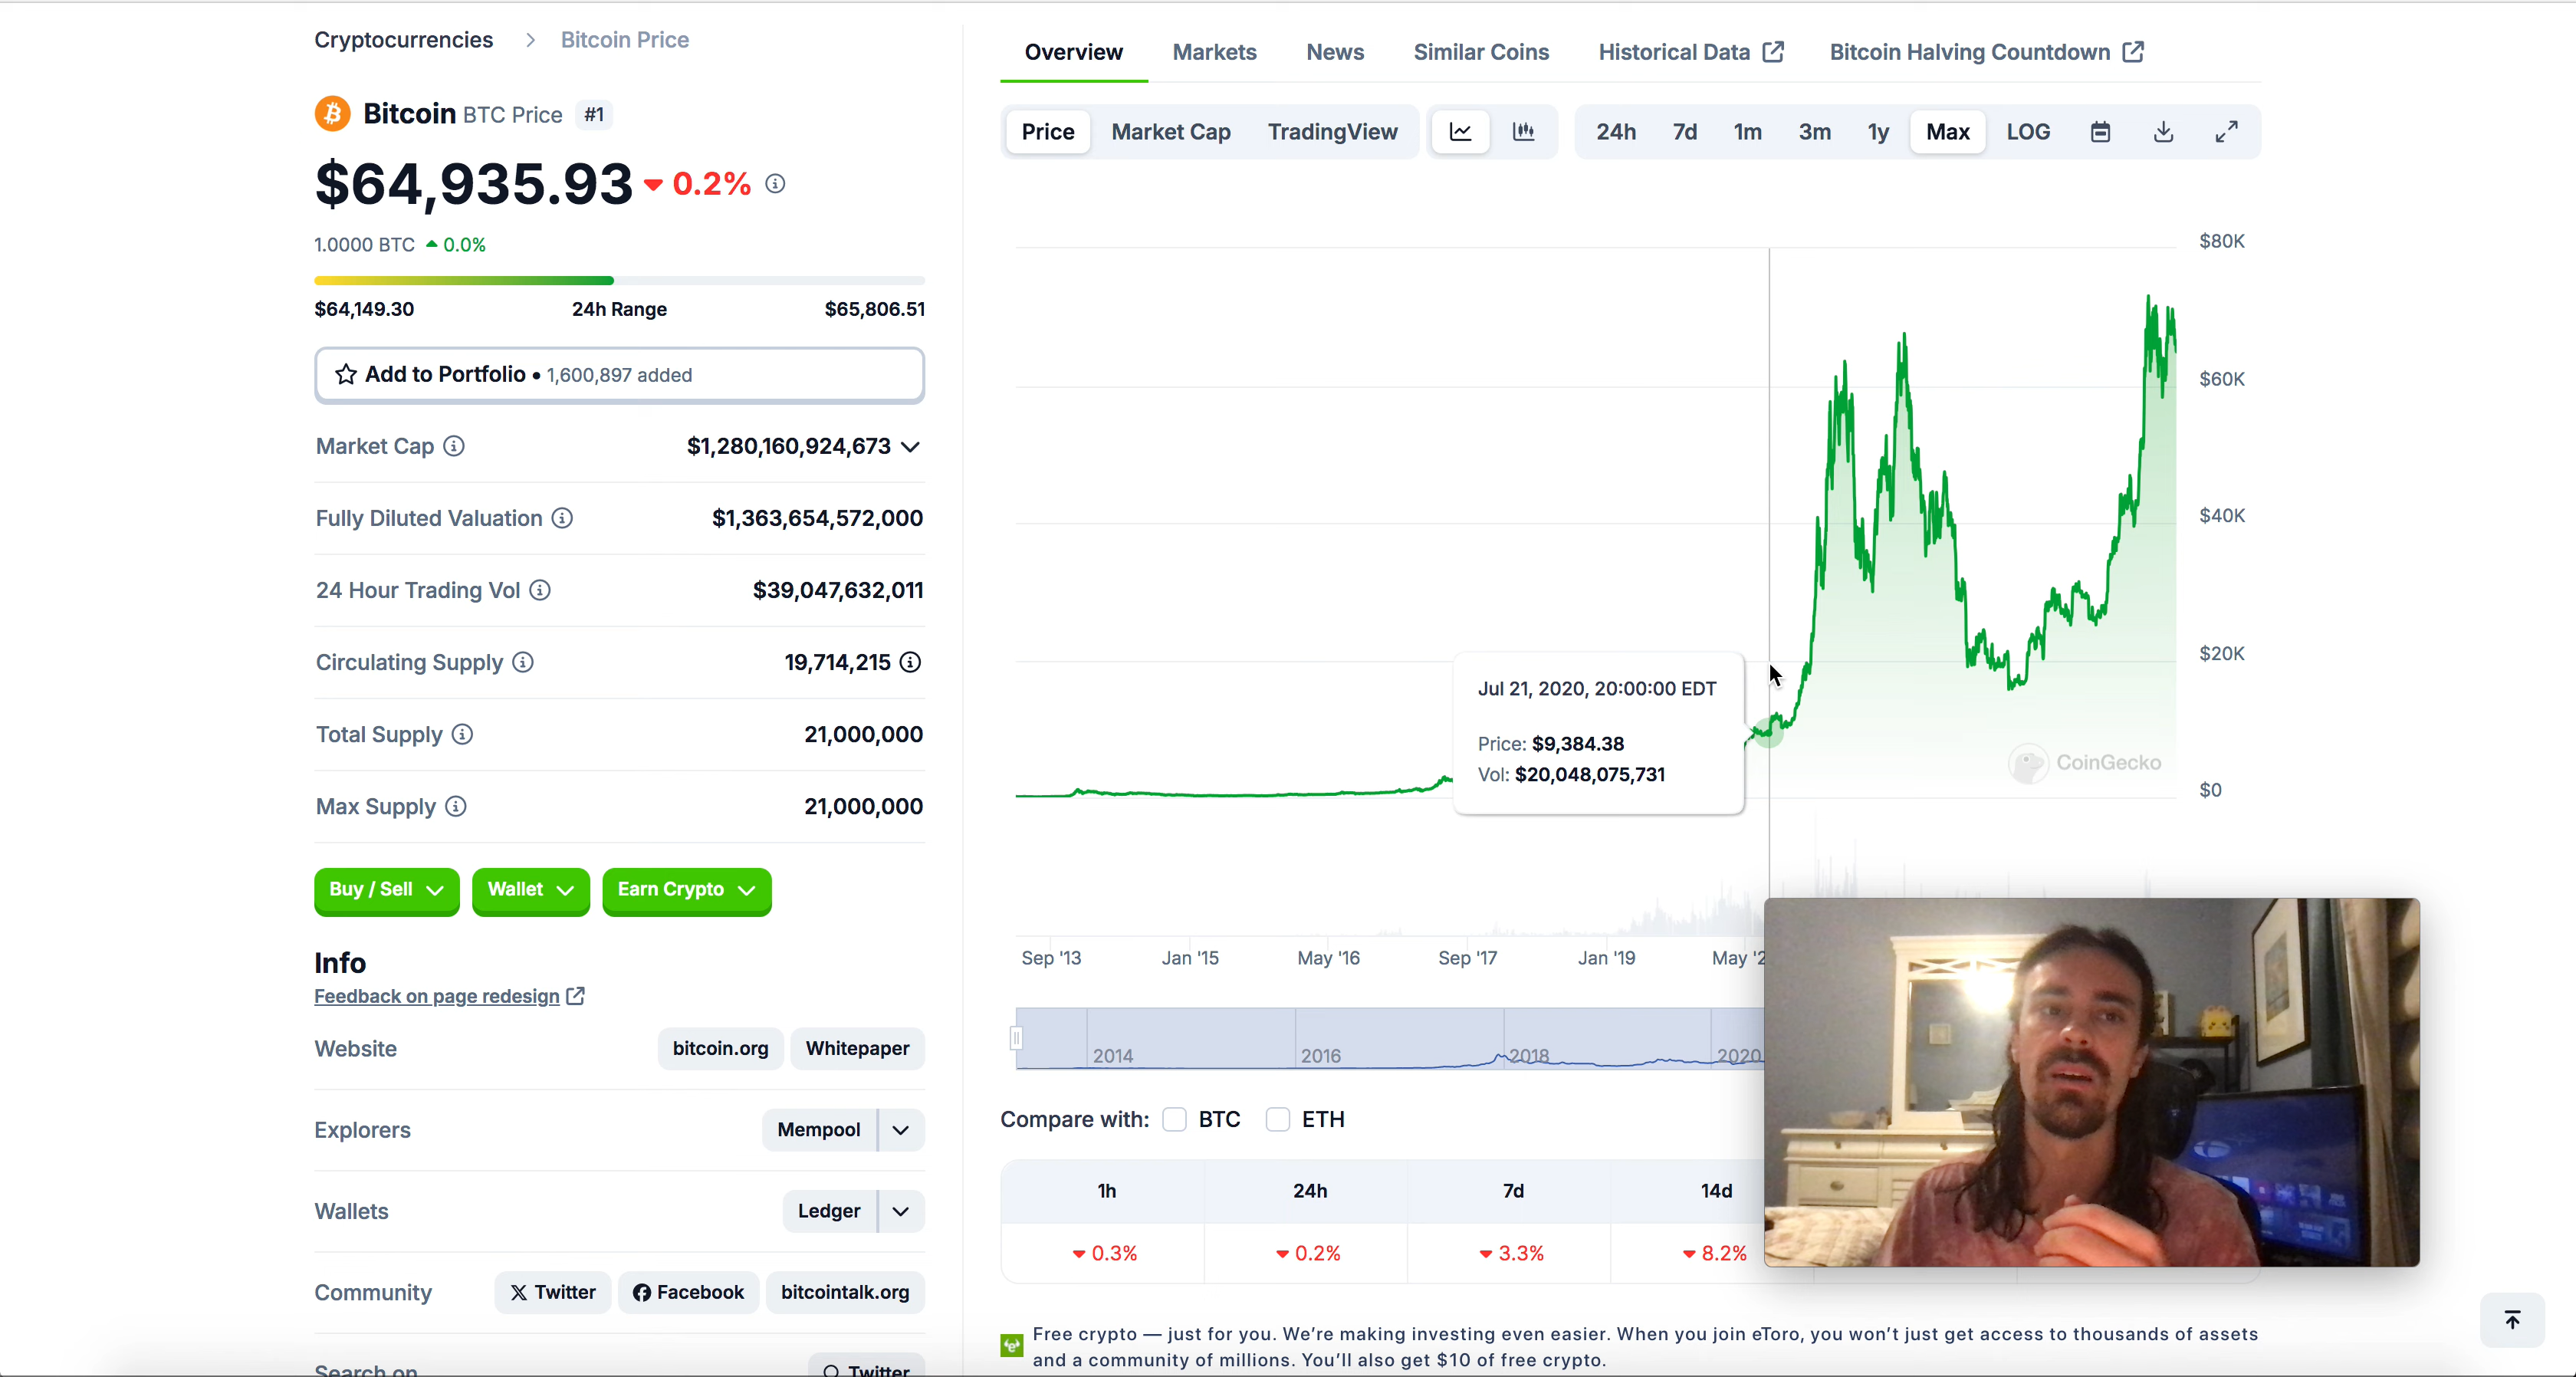 Cryptocurrencies > Bitcoin Price
Bitcoin BTC Price #1
$64,935.93 0.2%
1.0000 BTC 0.0%
$64,149.30 24h Range $65,806.51
Add to Portfolio • 1,600,897 added
Market Cap $1,280,160,924,673
Fully Diluted Valuation $1,363,654,572,000
24 Hour Trading Vol $39,047,632,011
Circulating Supply 19,714,215
Total Supply 21,000,000
Max Supply 21,000,000
Buy / Sell Wallet Earn Crypto
Info
Feedback on page redesign
Website bitcoin.org Whitepaper
Explorers Mempool
Wallets Ledger
Community Twitter Facebook bitcointalk.org
Search on Twitter
Overview Markets News Similar Coins Historical Data Bitcoin Halving Countdown
Price Market Cap TradingView 24h 7d 1m 3m 1y Max LOG
$80K
$60K
$40K
$20K
$0
Jul 21, 2020, 20:00:00 EDT
Price: $9,384.38
Vol: $20,048,075,731
CoinGecko
Sep '13 Jan '15 May '16 Sep '17 Jan '19 May '2
2014 2016 2018 2020
Compare with: BTC ETH
1h 24h 7d 14d
0.3% 0.2% 3.3% 8.2%
Free crypto — just for you. We're making investing even easier. When you join eToro, you won't just get access to thousands of assets
and a community of millions. You'll also get $10 of free crypto.